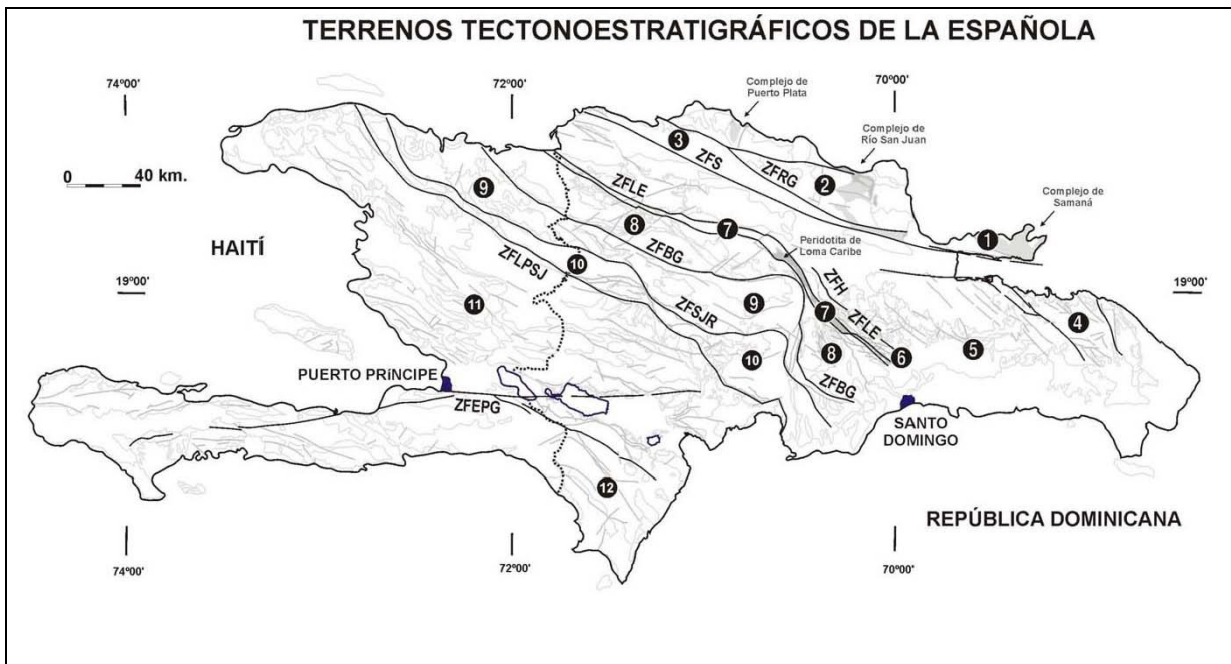 TERRENOS TECTONOESTRATIGRÁFICOS DE LA ESPAÑOLA
74º00'
72º00'
70º00'
Complejo de
Puerto Plata
Complejo de
Río San Juan
Complejo de
Samaná
0 40 km.
3
ZFS
ZFRG
2
9
ZFLE
8
7
1
HAITÍ
ZFLPSJ
10
ZFBG
Peridotita de
Loma Caribe
ZFH
ZFLE
19º00'
19º00'
11
9
7
4
ZFSJR
10
8
6
5
ZFBG
PUERTO PRíNCIPE
ZFEPG
SANTO
DOMINGO
12
REPÚBLICA DOMINICANA
74º00'
72º00'
70º00'